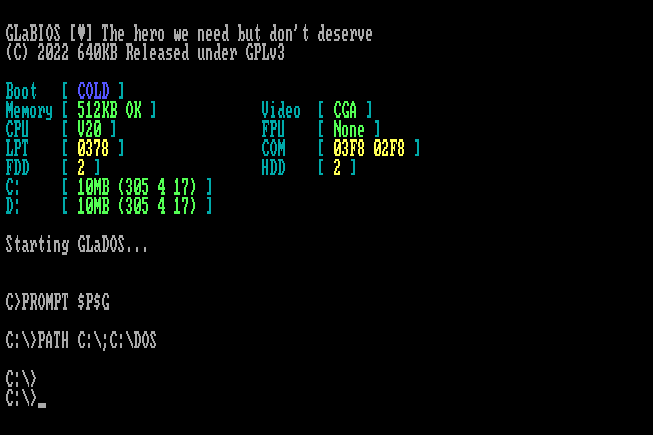 GLaBIOS [♥] The hero we need but don't deserve
(C) 2022 640KB Released under GPLv3
Boot [ COLD ]
Memory [ 512KB OK ] Video [ CGA ]
CPU [ V20 ] FPU [ None ]
LPT [ 0378 ] COM [ 03F8 02F8 ]
FDD [ 2 ] HDD [ 2 ]
C: [ 10MB (305 4 17) ]
D: [ 10MB (305 4 17) ]
Starting GLaDOS...
C>PROMPT $P$G
C:\>PATH C:\;C:\DOS
C:\>
C:\>_